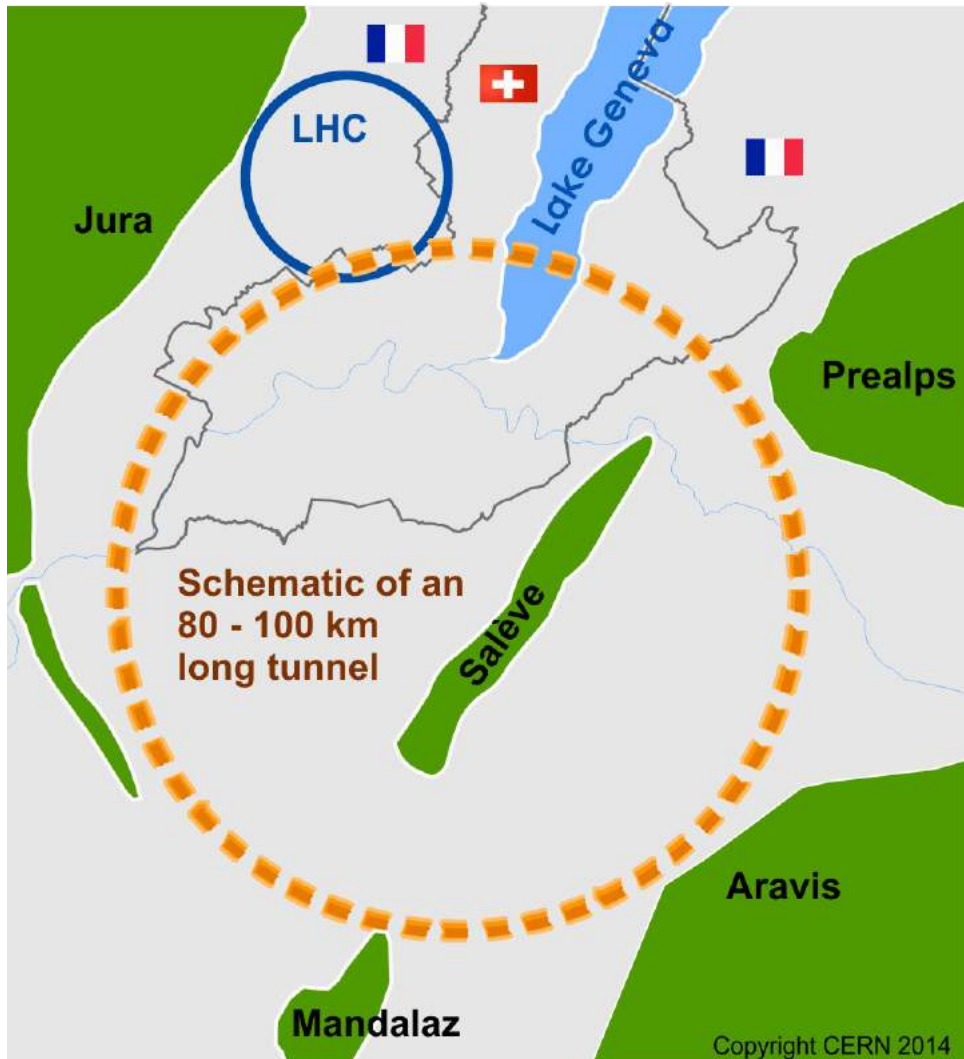 LHC
Lake Geneva
Jura
Prealps
Schematic of an
80 - 100 km
long tunnel
Salève
Aravis
Mandalaz
Copyright CERN 2014